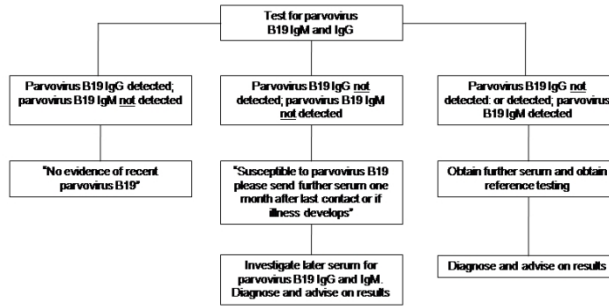 Test for parvovirus
B19 IgM and IgG
Parvovirus B19 IgG detected;
parvovirus B19 IgM not detected
Parvovirus B19 IgG not
detected; parvovirus B19 IgM
not detected
Parvovirus B19 IgG not
detected: or detected; parvovirus
B19 IgM detected
"No evidence of recent
parvovirus B19"
"Susceptible to parvovirus B19
please send further serum one
month after last contact or if
illness develops"
Obtain further serum and obtain
reference testing
Investigate later serum for
parvovirus B19 IgG and IgM.
Diagnose and advise on results
Diagnose and advise on results